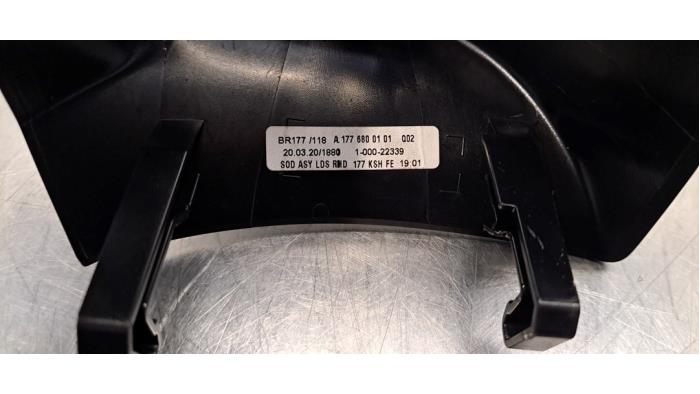 BR177 /118 A 177 680 01 01 Q02
20.03.20/1880 1-000-22339
SOD ASY LDS RMD 177 KSH FE 19:01